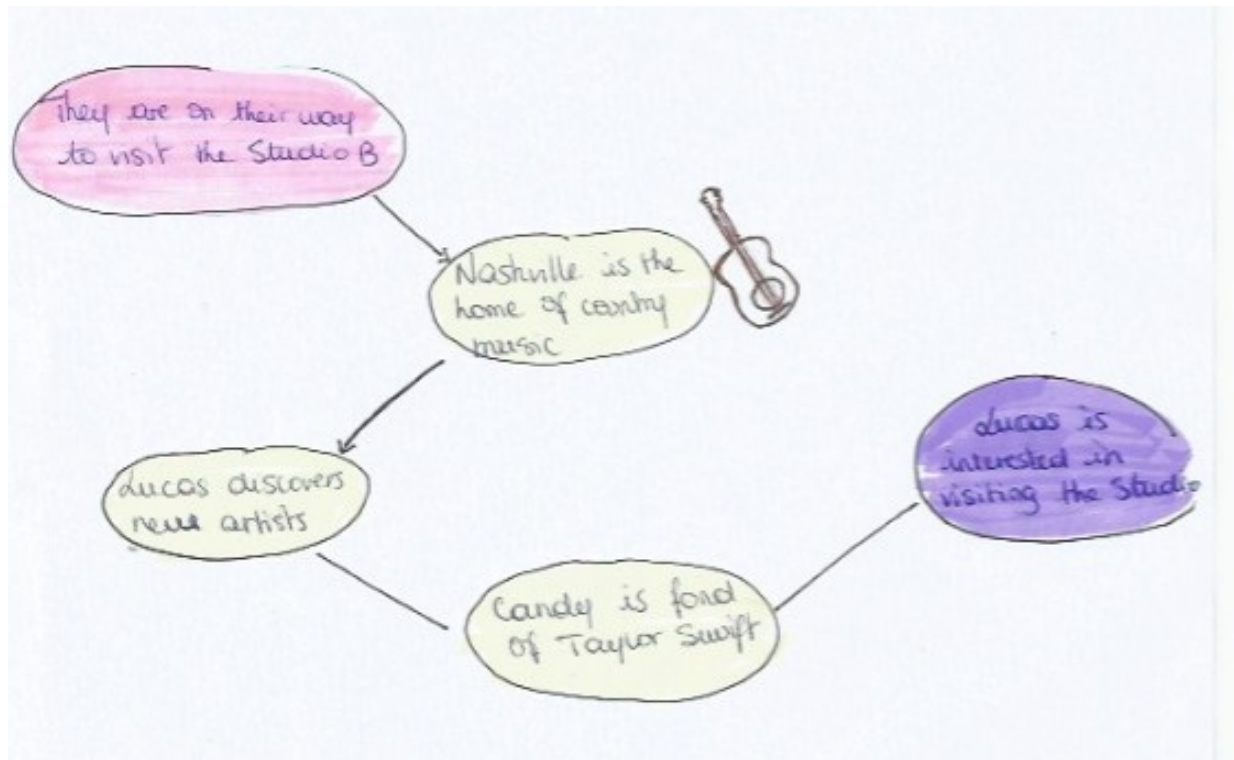 They are on their way
to visit the Studio B
Nashville is the
home of country
music
Lucas discovers
new artists
Candy is fond
of Taylor Swift
Lucas is
interested in
visiting the Studio